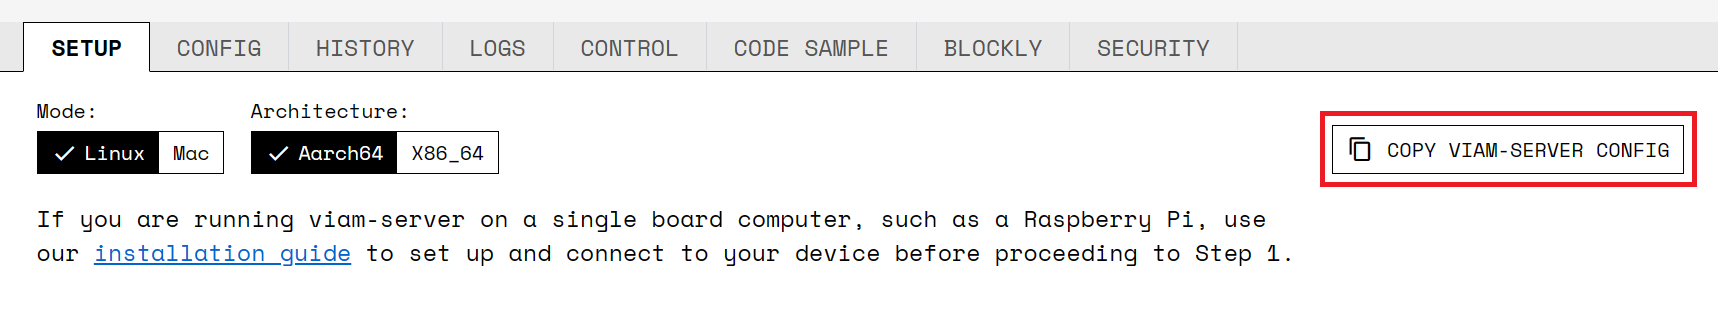 SETUP CONFIG HISTORY LOGS CONTROL CODE SAMPLE BLOCKLY SECURITY
Mode: Architecture:
Linux Mac Aarch64 X86_64 COPY VIAM-SERVER CONFIG
If you are running viam-server on a single board computer, such as a Raspberry Pi, use
our installation guide to set up and connect to your device before proceeding to Step 1.